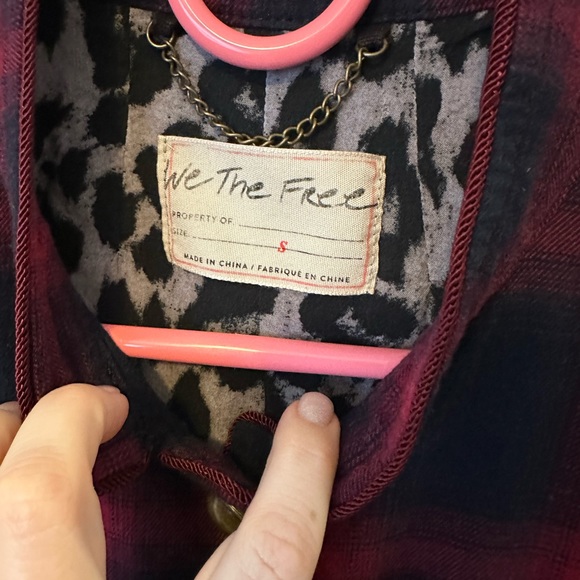 We The Free
PROPERTY OF
SIZE S
MADE IN CHINA / FABRIQUÉ EN CHINE